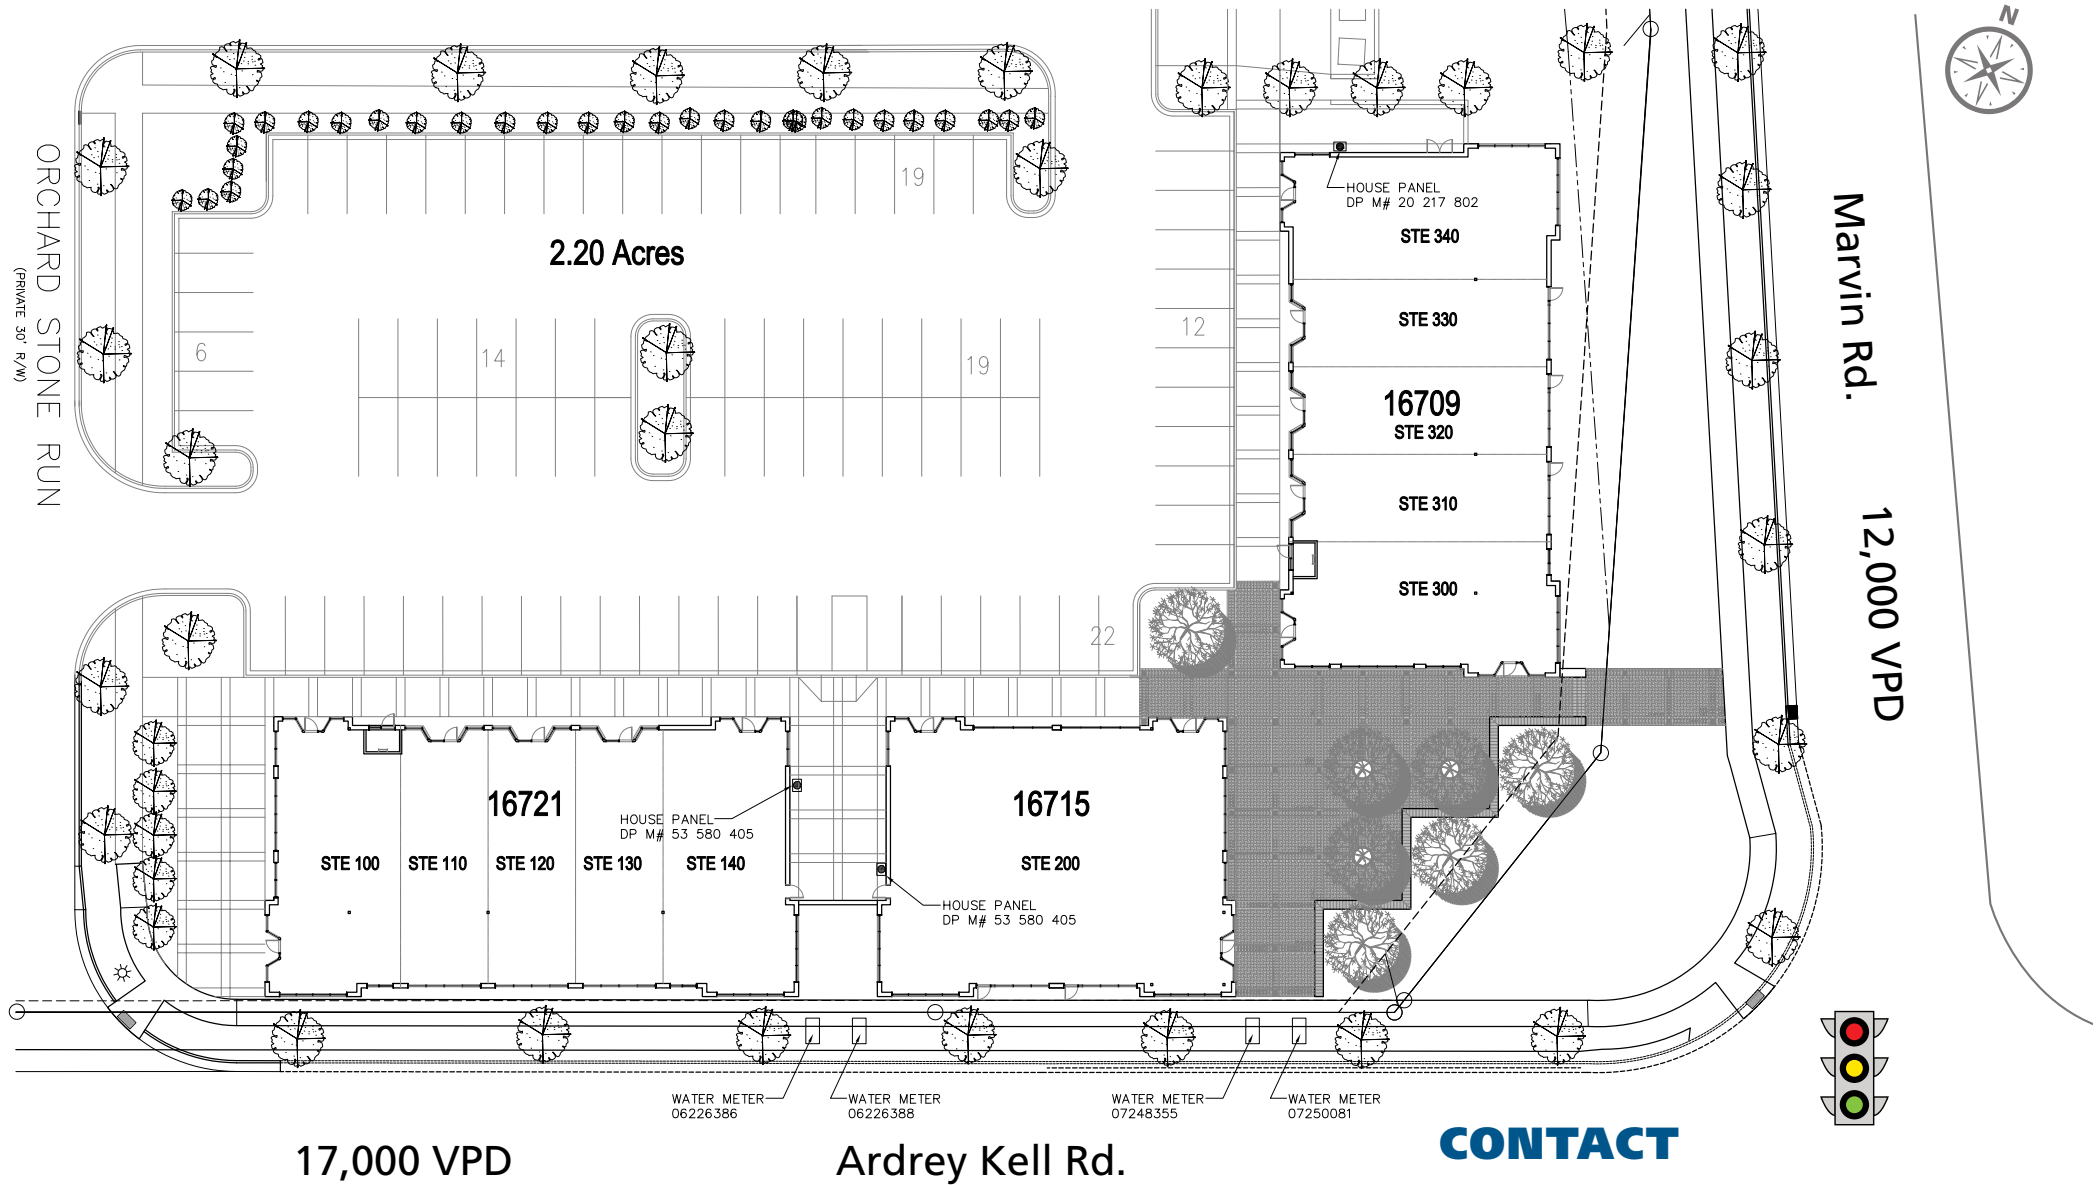 N
HOUSE PANEL
DP M# 20 217 802
19
2.20 Acres
STE 340
ORCHARD STONE RUN
(PRIVATE 30' R/W)
Marvin Rd.
12,000 VPD
12
STE 330
6
14
19
16709
STE 320
STE 310
STE 300
22
16721
HOUSE PANEL
DP M# 53 580 405
16715
STE 100
STE 110
STE 120
STE 130
STE 140
STE 200
HOUSE PANEL
DP M# 53 580 405
WATER METER
06226386
WATER METER
06226388
WATER METER
07248355
WATER METER
07250081
17,000 VPD
Ardrey Kell Rd.
CONTACT